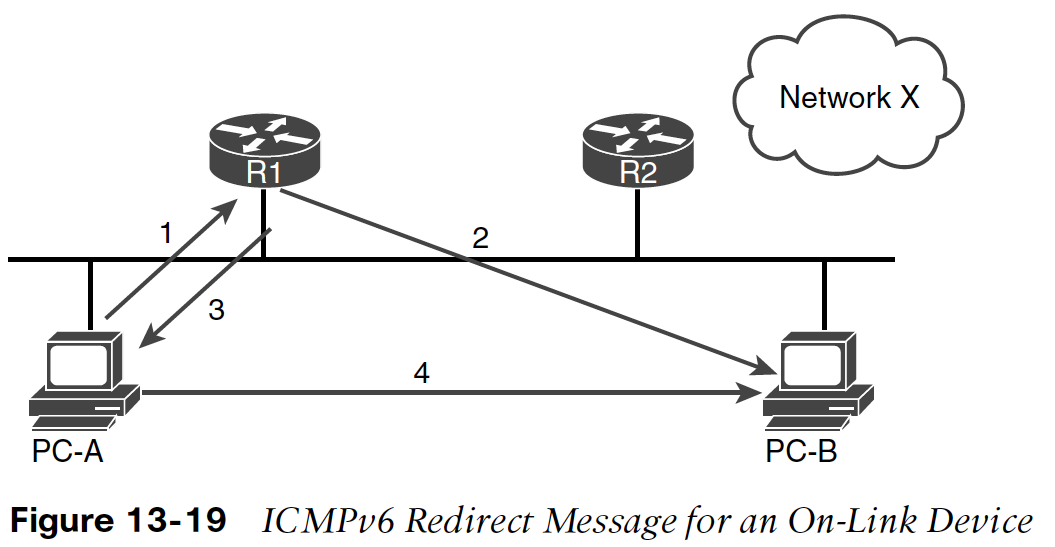 Network X
R1
R2
1
2
3
4
PC-A
PC-B
Figure 13-19 ICMPv6 Redirect Message for an On-Link Device